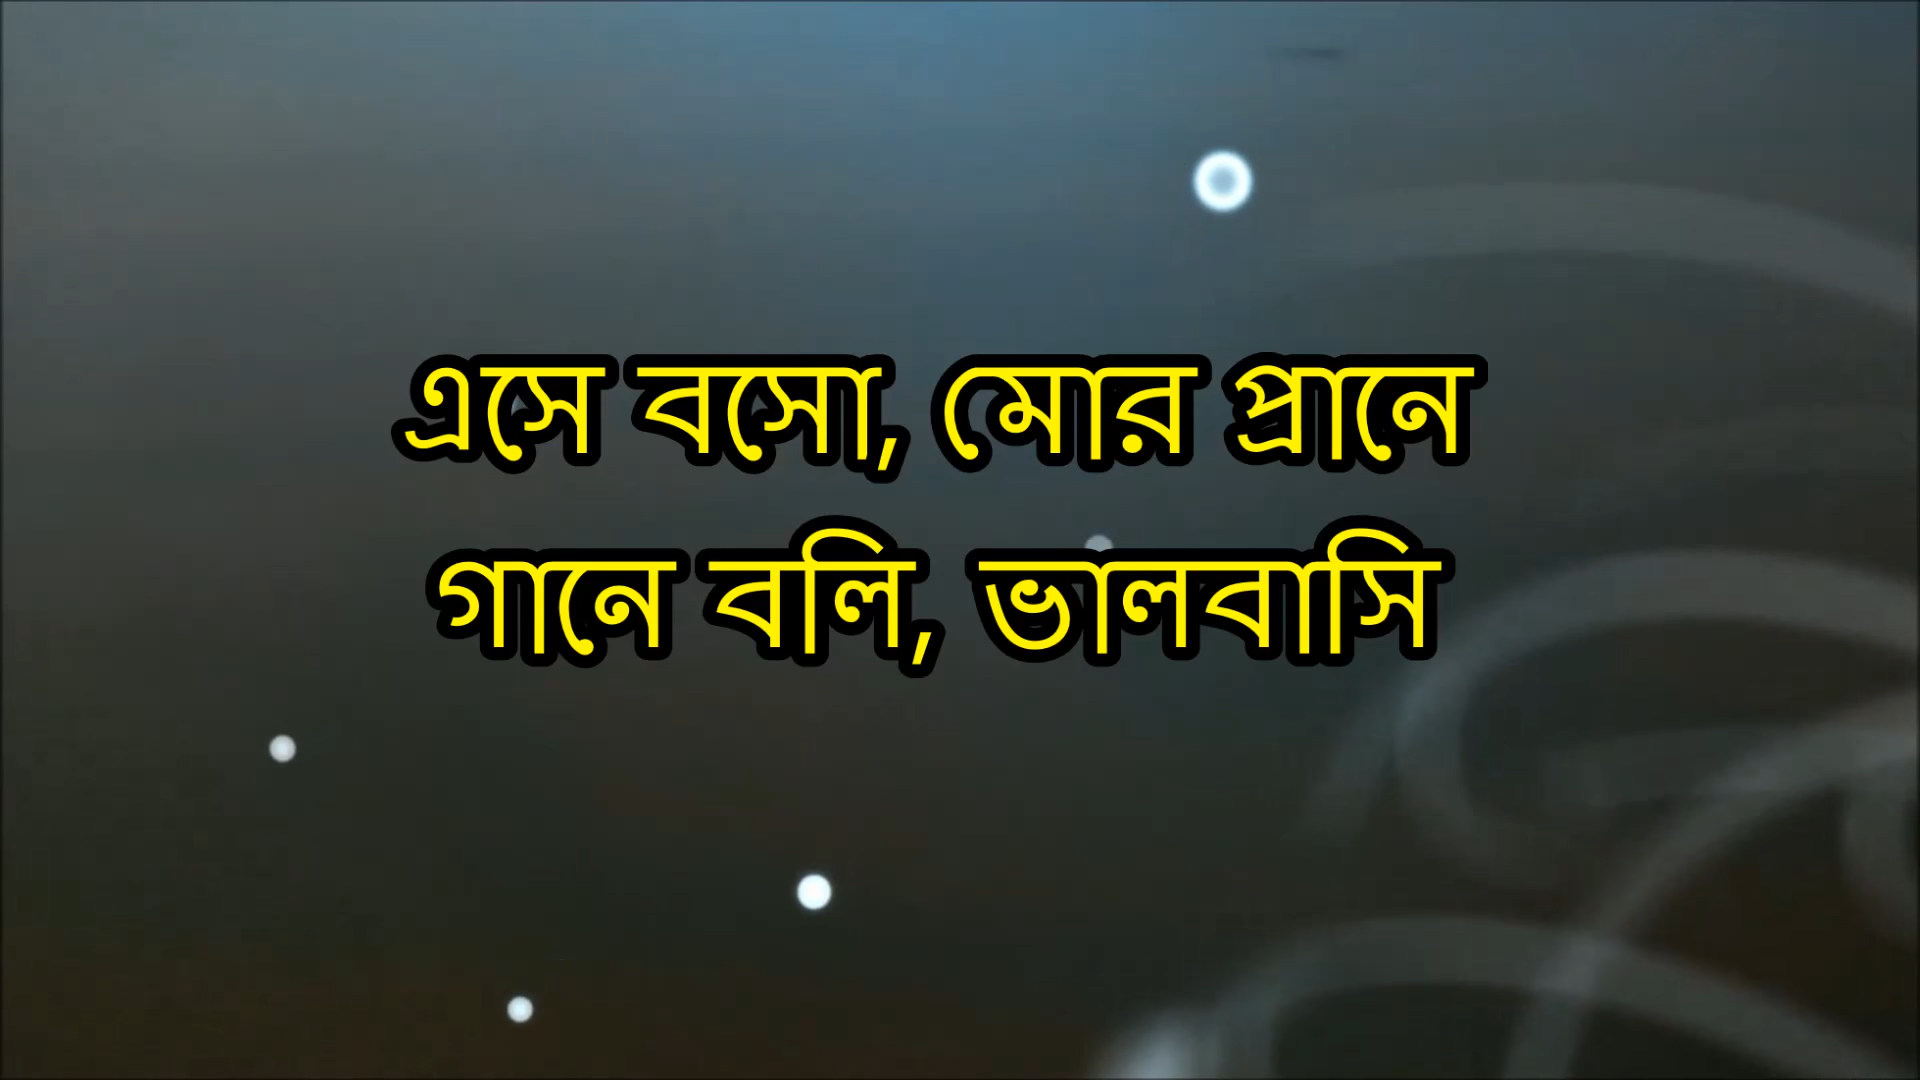 এসে বসো, মোর প্রানে
গানে বলি, ভালবাসি